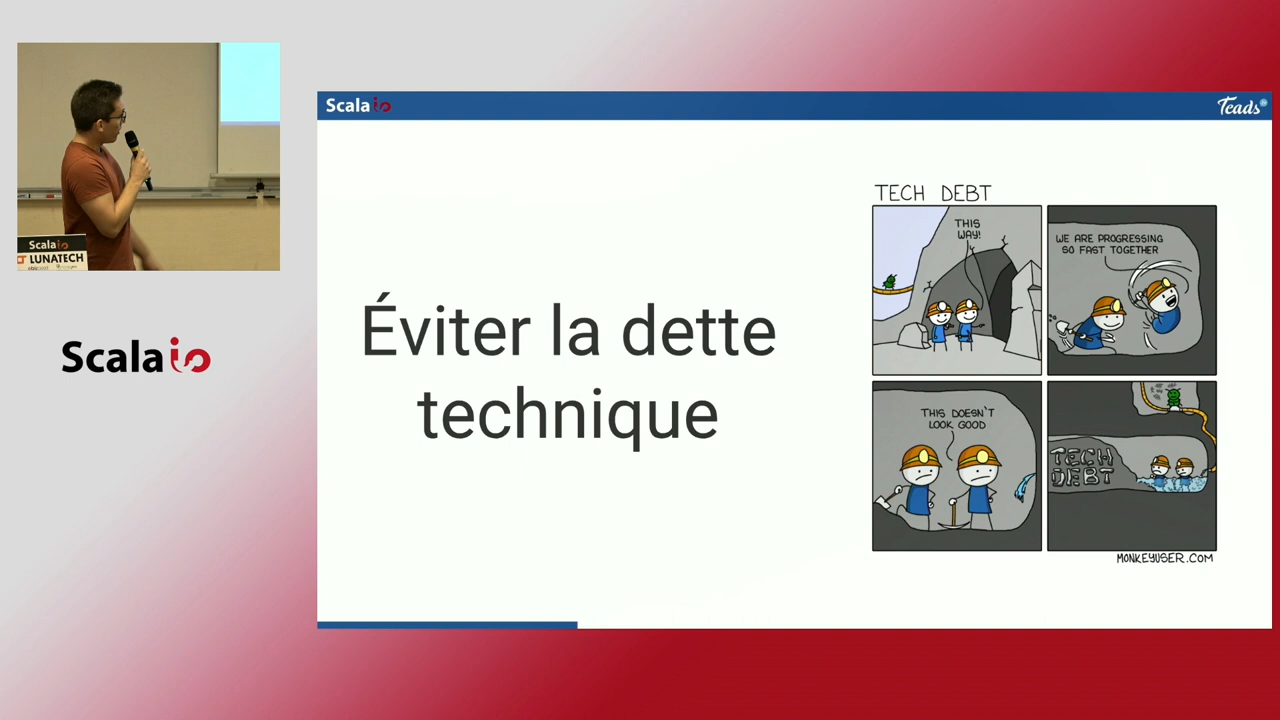 Scala io
LUNATECH
Scala io
Scala io
Teads
Éviter la dette
technique
TECH DEBT
THIS
WAY!
WE ARE PROGRESSING
SO FAST TOGETHER
THIS DOESN'T
LOOK GOOD
TECH
DEBT
MONKEYUSER.COM